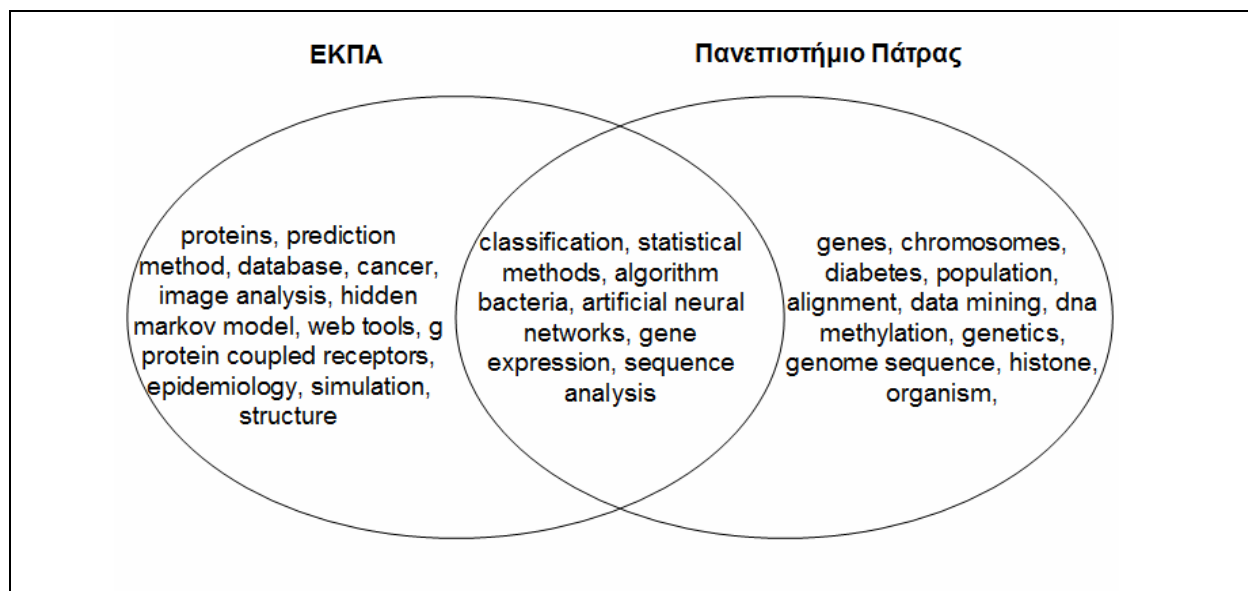 ΕΚΠΑ
Πανεπιστήμιο Πάτρας
proteins, prediction
method, database, cancer,
image analysis, hidden
markov model, web tools, g
protein coupled receptors,
epidemiology, simulation,
structure
classification, statistical
methods, algorithm
bacteria, artificial neural
networks, gene
expression, sequence
analysis
genes, chromosomes,
diabetes, population,
alignment, data mining, dna
methylation, genetics,
genome sequence, histone,
organism,